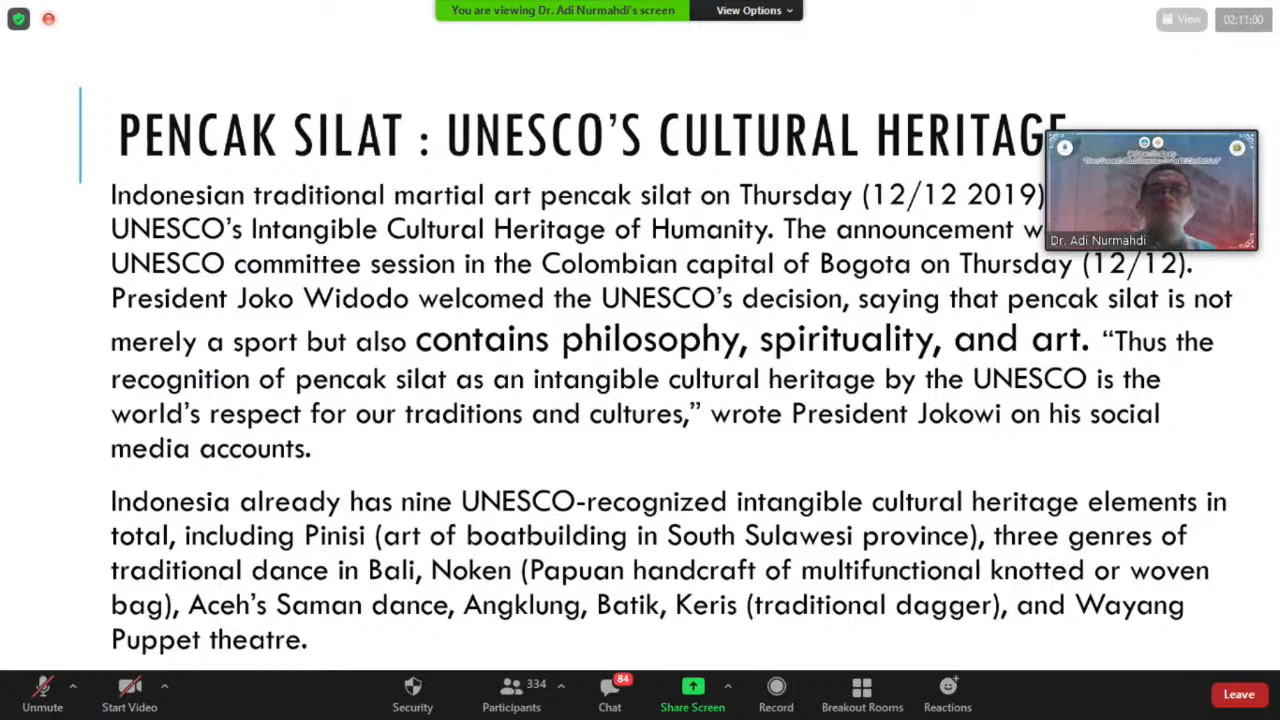 You are viewing Dr. Adi Nurmahdi's screen
View Options
View
02:11:00
PENCAK SILAT : UNESCO'S CULTURAL HERITAGE
Indonesian traditional martial art pencak silat on Thursday (12/12 2019)
UNESCO's Intangible Cultural Heritage of Humanity. The announcement w
UNESCO committee session in the Colombian capital of Bogota on Thursday (12/12).
President Joko Widodo welcomed the UNESCO's decision, saying that pencak silat is not
merely a sport but also contains philosophy, spirituality, and art. “Thus the
recognition of pencak silat as an intangible cultural heritage by the UNESCO is the
world's respect for our traditions and cultures,” wrote President Jokowi on his social
media accounts.
Indonesia already has nine UNESCO-recognized intangible cultural heritage elements in
total, including Pinisi (art of boatbuilding in South Sulawesi province), three genres of
traditional dance in Bali, Noken (Papuan handcraft of multifunctional knotted or woven
bag), Aceh's Saman dance, Angklung, Batik, Keris (traditional dagger), and Wayang
Puppet theatre.
Dr. Adi Nurmahdi
Unmute
Start Video
Security
334
Participants
84
Chat
Share Screen
Record
Breakout Rooms
Reactions
Leave